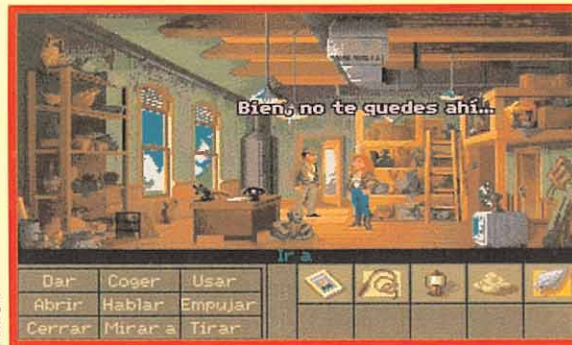 Bien, no te quedes ahí...
Ir a
Dar Coger Usar
Abrir Hablar Empujar
Cerrar Mirar a Tirar